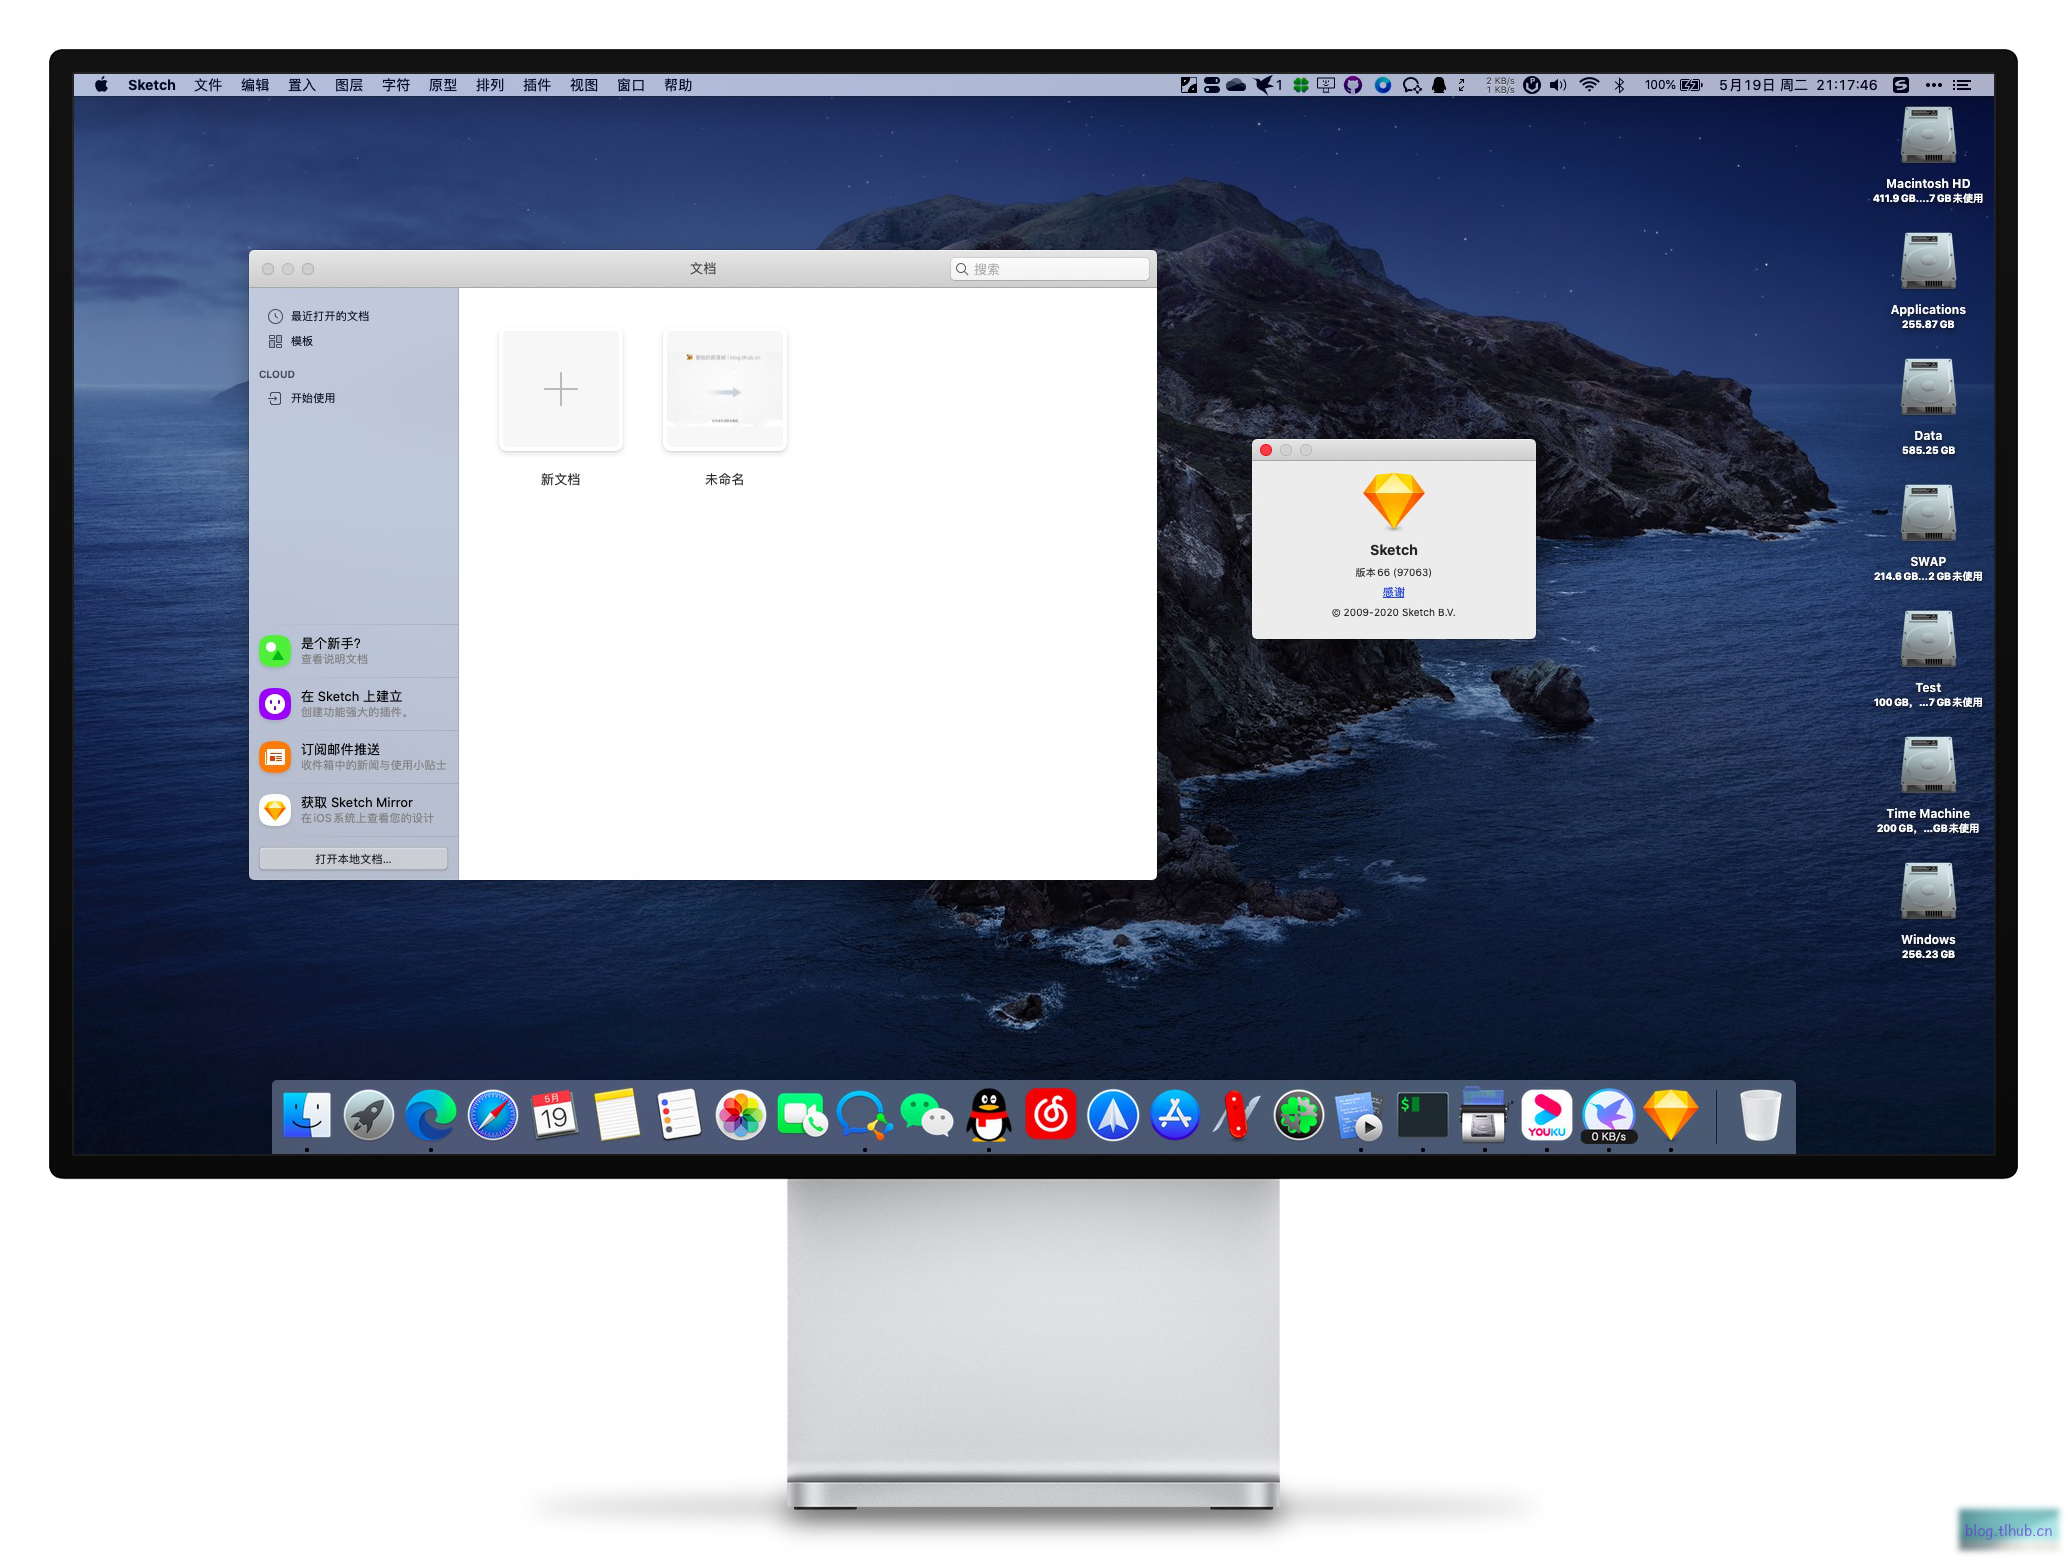 Sketch 文件 编辑 置入 图层 字符 原型 排列 插件 视图 窗口 帮助
1
2 KB/s
1 KB/s
100%
5月19日 周二 21:17:46
Macintosh HD
411.9 GB....7 GB未使用
Applications
255.87 GB
Data
585.25 GB
SWAP
214.6 GB...2 GB未使用
Test
100 GB，...7 GB未使用
Time Machine
200 GB，...GB未使用
Windows
256.23 GB
文档
搜索
最近打开的文档
模板
CLOUD
开始使用
新文档
未命名
是个新手?
查看说明文档
在 Sketch 上建立
创建功能强大的插件。
订阅邮件推送
收件箱中的新闻与使用小贴士
获取 Sketch Mirror
在iOS系统上查看您的设计
打开本地文档...
Sketch
版本66 (97063)
感谢
© 2009-2020 Sketch B.V.
5月
19
$
YOUKU
0 KB/s
blog.tlhub.cn